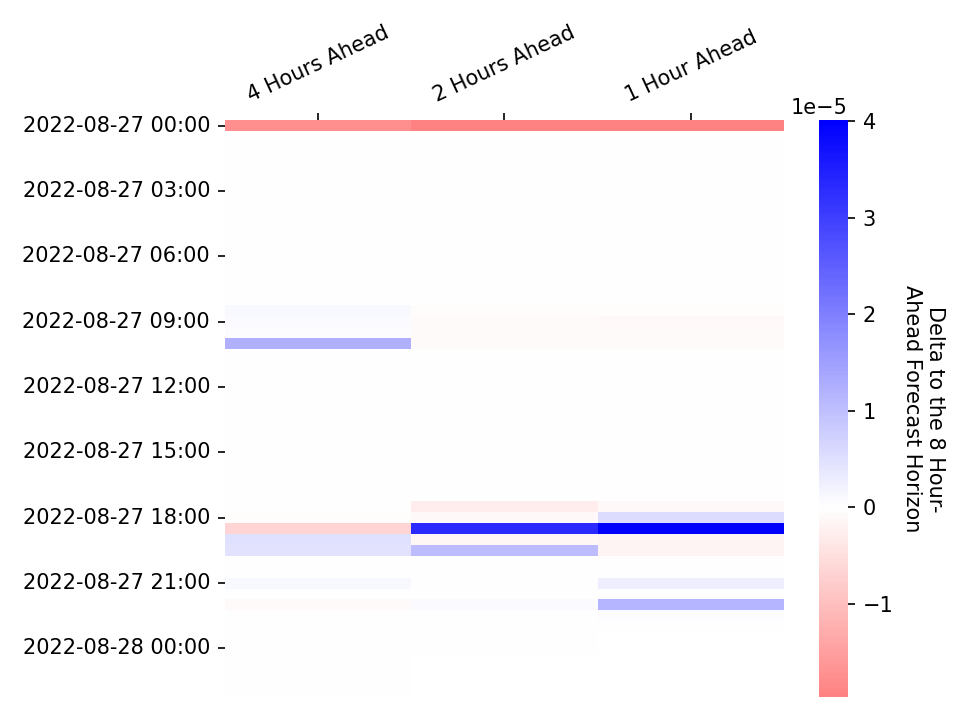 4 Hours Ahead
2 Hours Ahead
1 Hour Ahead
2022-08-27 00:00
2022-08-27 03:00
2022-08-27 06:00
2022-08-27 09:00
2022-08-27 12:00
2022-08-27 15:00
2022-08-27 18:00
2022-08-27 21:00
2022-08-28 00:00
1e−5
4
3
2
1
0
−1
Delta to the 8 Hour-
Ahead Forecast Horizon